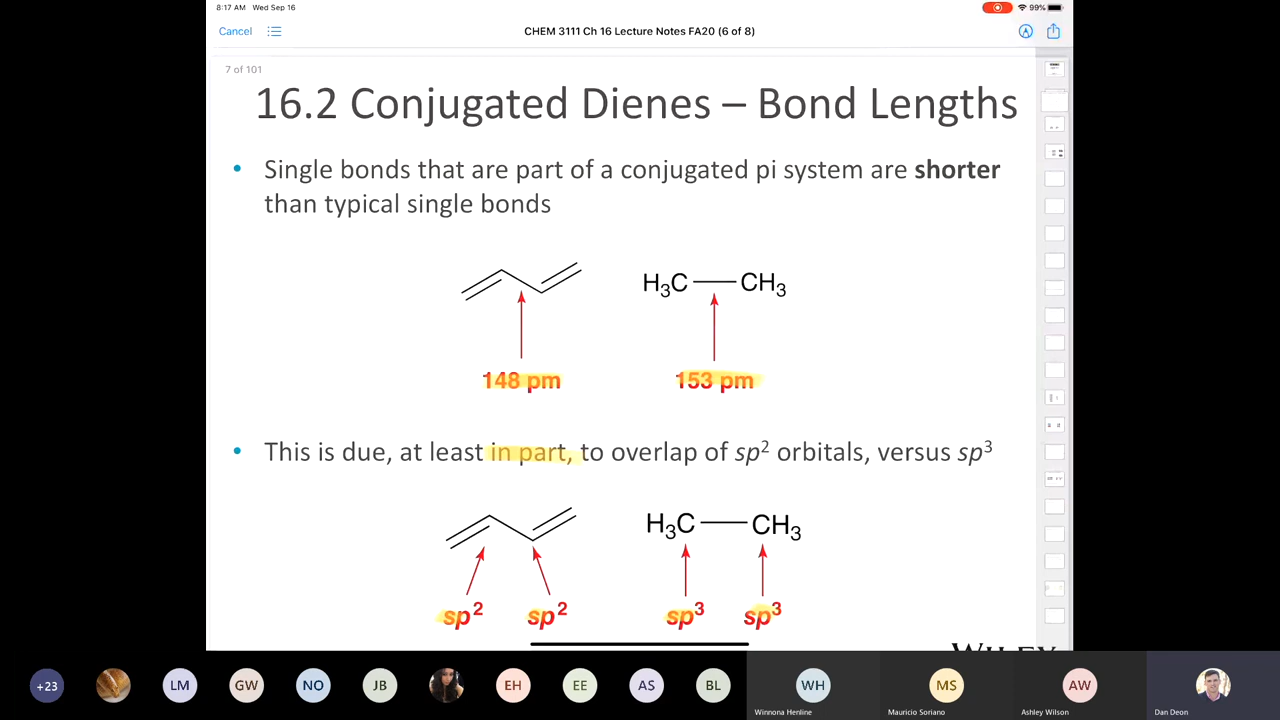 8:17 AM Wed Sep 16
99%
Cancel
CHEM 3111 Ch 16 Lecture Notes FA20 (6 of 8)
7 of 101
16.2 Conjugated Dienes – Bond Lengths
• Single bonds that are part of a conjugated pi system are shorter
than typical single bonds
H₃C CH₃
148 pm 153 pm
• This is due, at least in part, to overlap of sp² orbitals, versus sp³
H₃C CH₃
sp² sp² sp³ sp³
WILEY
+23 LM GW NO JB EH EE AS BL WH MS AW
Winnona Henline Mauricio Soriano Ashley Wilson Dan Deon